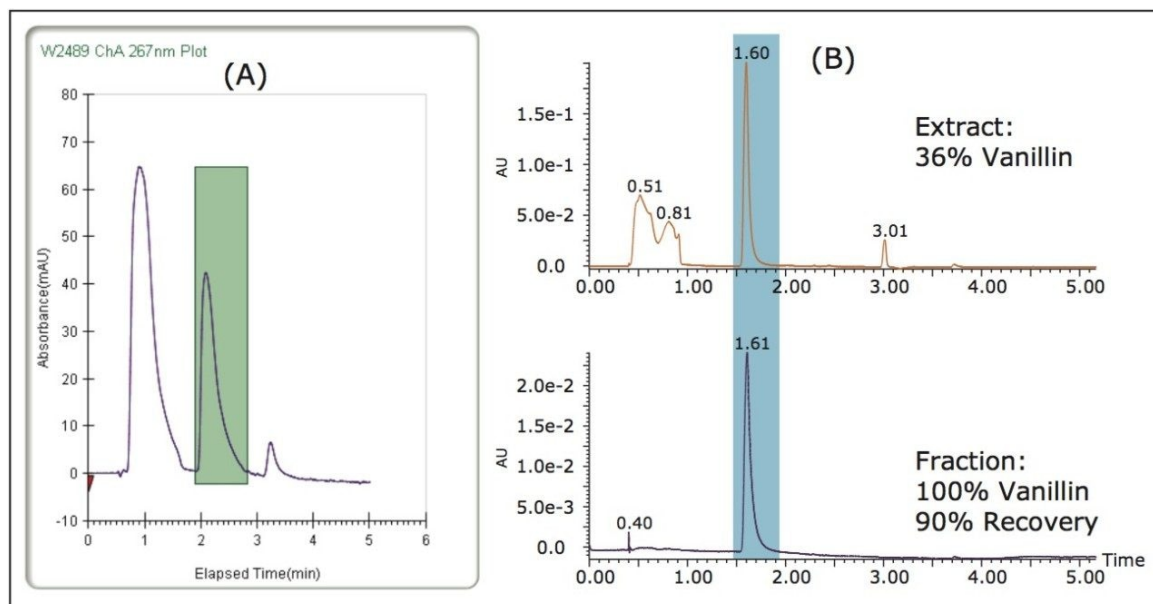 W2489 ChA 267nm Plot
(A)
80
70
60
50
40
30
20
10
0
-10
Absorbance(mAU)
0 1 2 3 4 5 6
Elapsed Time(min)
(B)
1.60
1.5e-1
1.0e-1
5.0e-2
0.0
AU
0.51
0.81
3.01
Extract:
36% Vanillin
0.00 1.00 2.00 3.00 4.00 5.00
1.61
2.0e-2
1.5e-2
1.0e-2
5.0e-3
0.0
AU
0.40
Fraction:
100% Vanillin
90% Recovery
Time
0.00 1.00 2.00 3.00 4.00 5.00